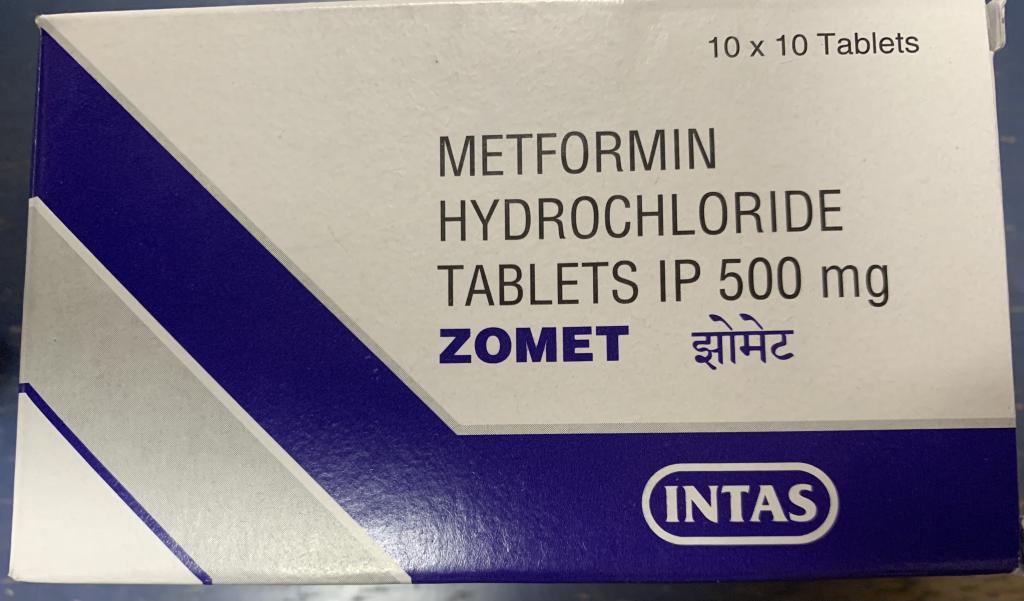 10 x 10 Tablets
METFORMIN
HYDROCHLORIDE
TABLETS IP 500 mg
ZOMET झोमेट
INTAS